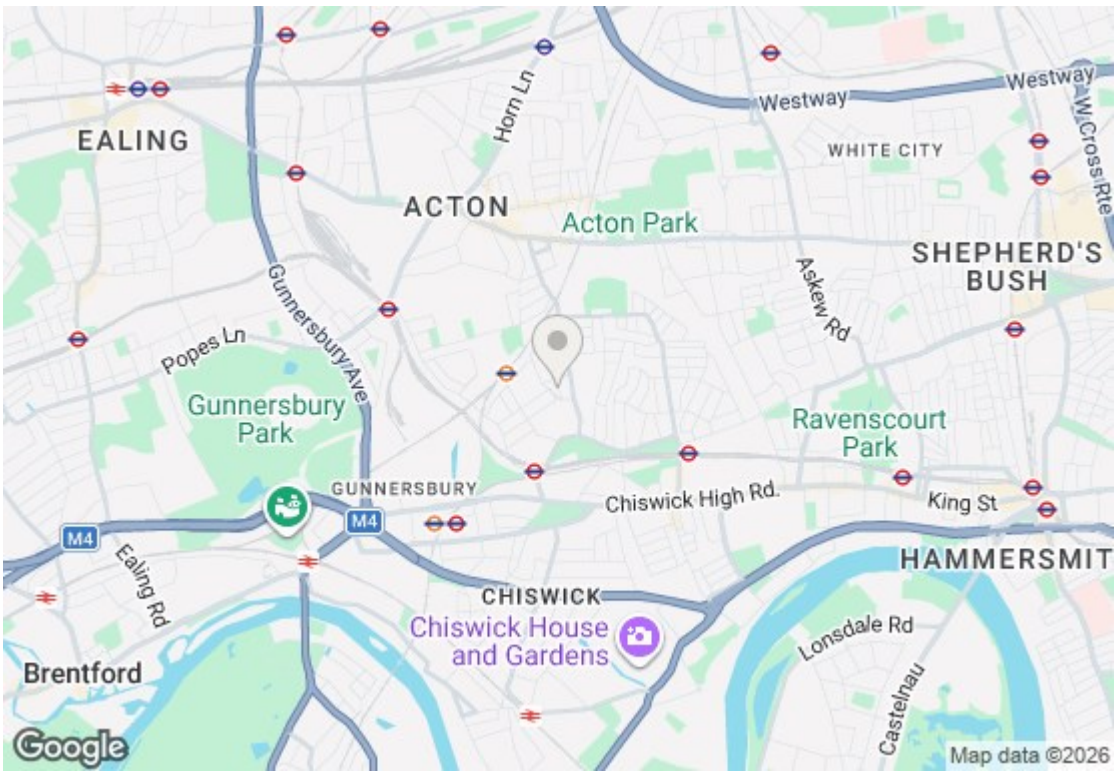 Westway
Westway
W Cross Rte
Horn Ln
EALING
WHITE CITY
ACTON
Acton Park
SHEPHERD'S
BUSH
Askew Rd
Gunnersbury Ave
Popes Ln
Gunnersbury
Park
Ravenscourt
Park
GUNNERSBURY
Chiswick High Rd.
King St
M4
M4
Ealing Rd
HAMMERSMIT
CHISWICK
Chiswick House
and Gardens
Lonsdale Rd
Brentford
Castelnau
Google
Map data ©2026